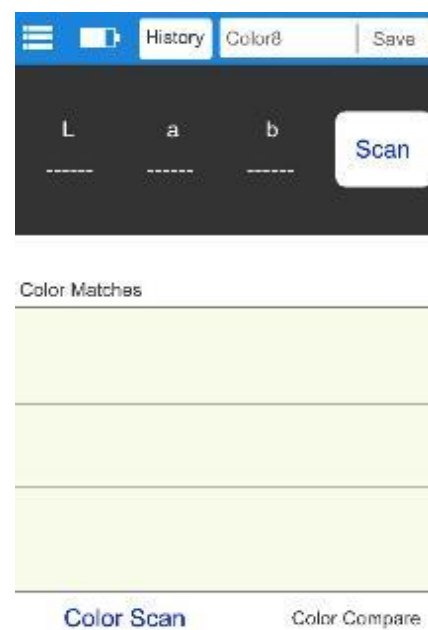 History Color8 Save
L a b
------ ------ ------
Scan
Color Matches
Color Scan Color Compare